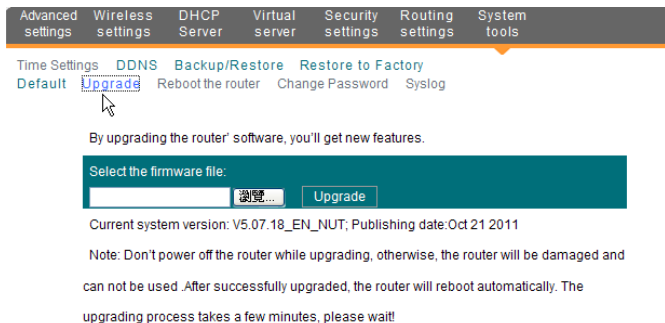 Advanced settings Wireless settings DHCP Server Virtual server Security settings Routing settings System tools
Time Settings DDNS Backup/Restore Restore to Factory
Default Upgrade Reboot the router Change Password Syslog
By upgrading the router' software, you'll get new features.
Select the firmware file:
瀏覽... Upgrade
Current system version: V5.07.18_EN_NUT; Publishing date:Oct 21 2011
Note: Don't power off the router while upgrading, otherwise, the router will be damaged and
can not be used .After successfully upgraded, the router will reboot automatically. The
upgrading process takes a few minutes, please wait!